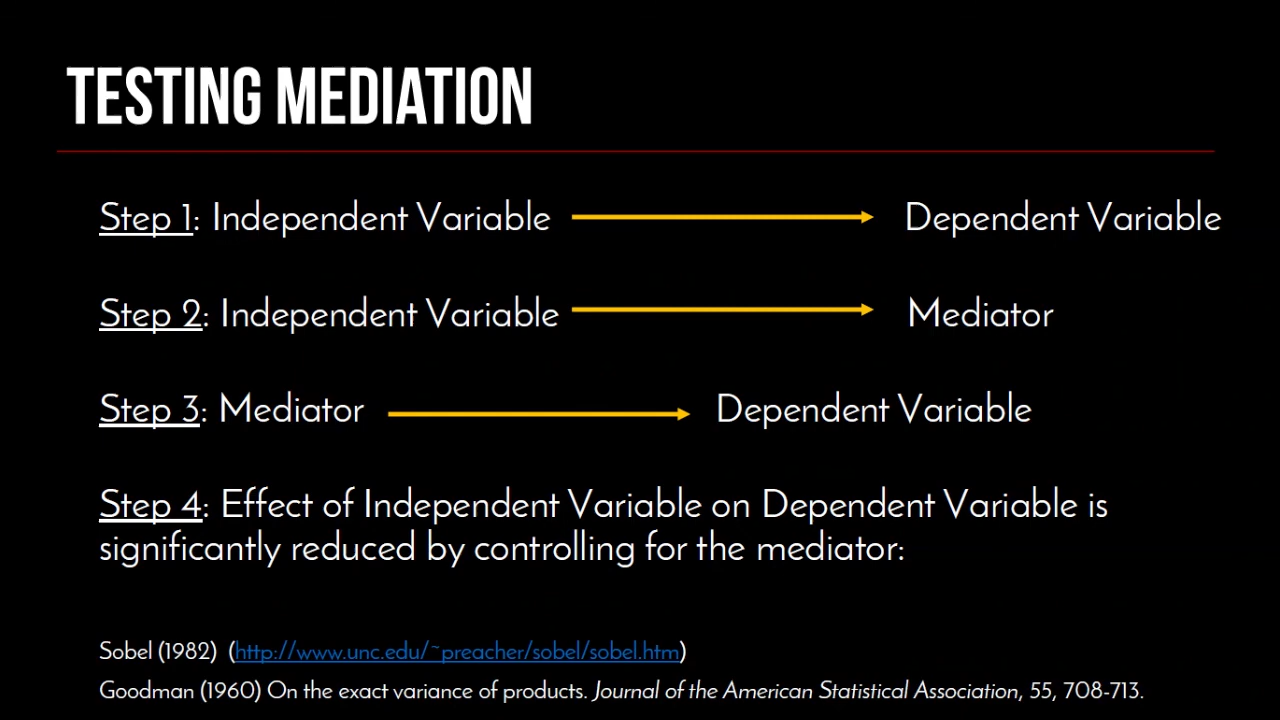 TESTING MEDIATION
Step 1: Independent Variable Dependent Variable
Step 2: Independent Variable Mediator
Step 3: Mediator Dependent Variable
Step 4: Effect of Independent Variable on Dependent Variable is
significantly reduced by controlling for the mediator:
Sobel (1982) (http://www.unc.edu/~preacher/sobel/sobel.htm)
Goodman (1960) On the exact variance of products. Journal of the American Statistical Association, 55, 708-713.